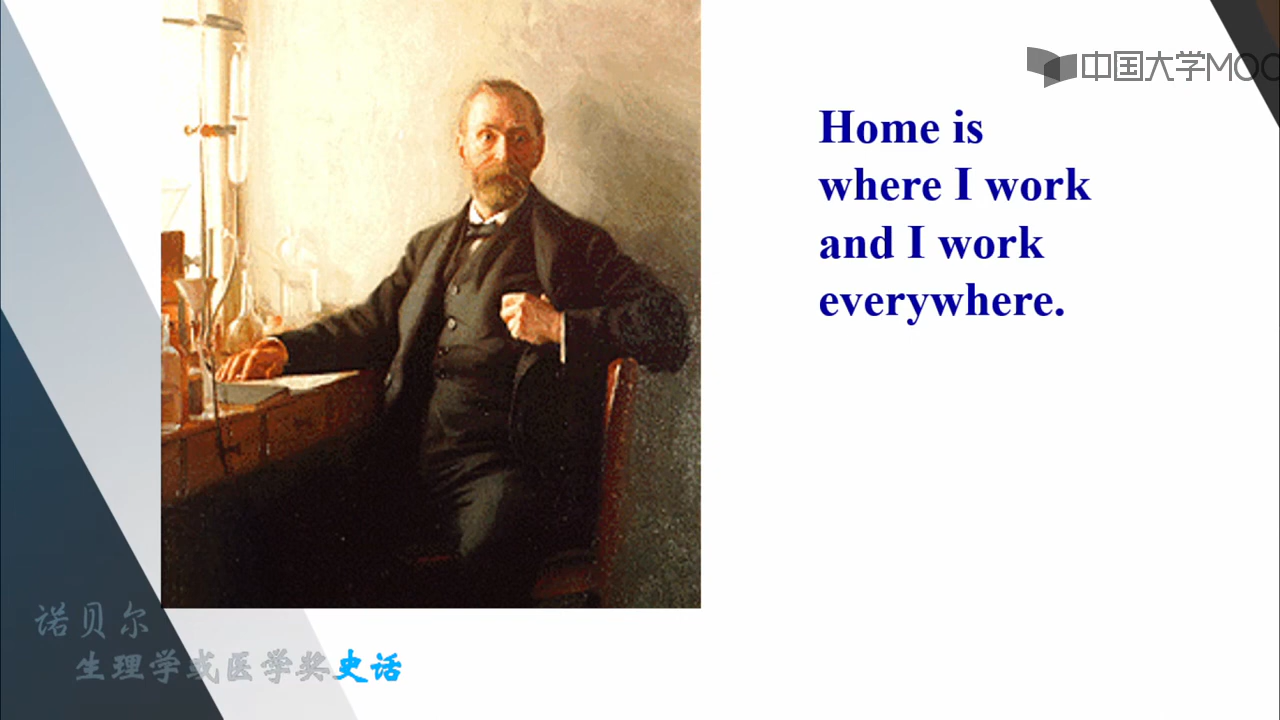 中国大学MOO
Home is
where I work
and I work
everywhere.
诺贝尔
生理学或医学奖史话